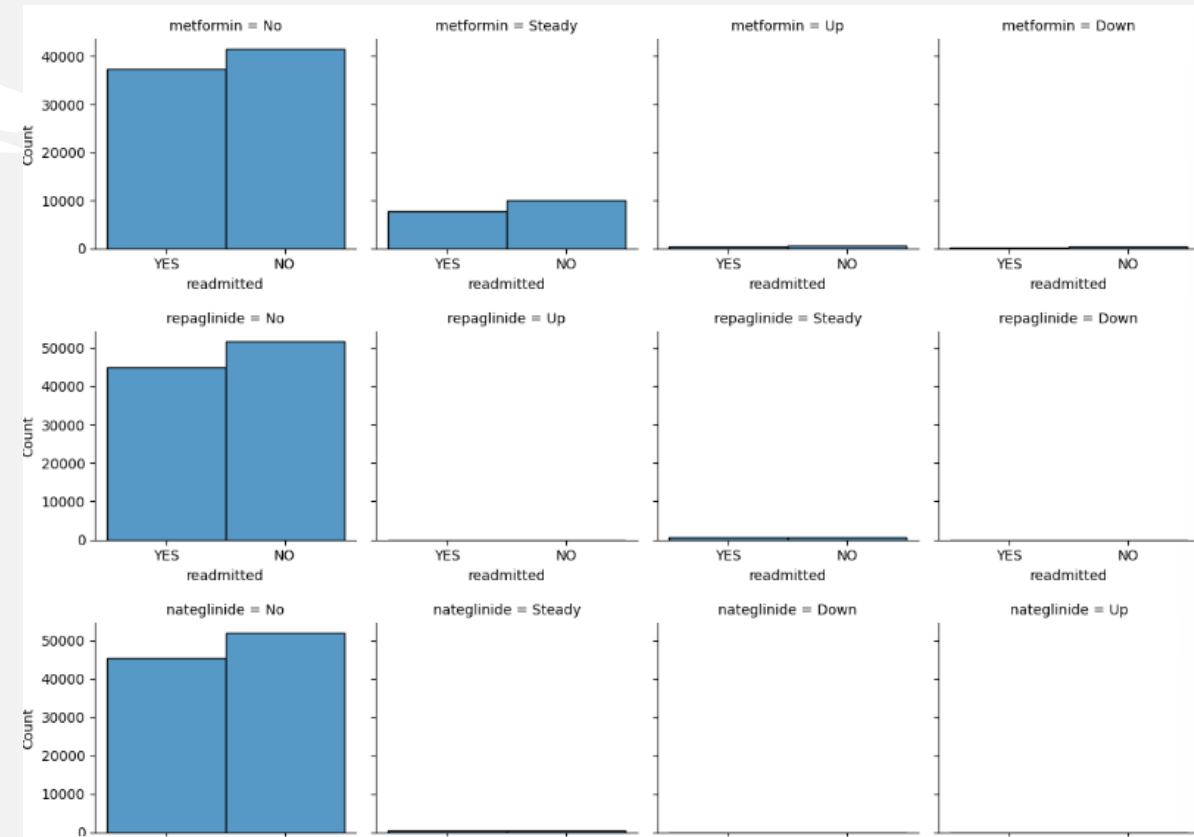 metformin = No metformin = Steady metformin = Up metformin = Down
40000
30000
20000
10000
0
Count
YES NO YES NO YES NO YES NO
readmitted readmitted readmitted readmitted
repaglinide = No repaglinide = Up repaglinide = Steady repaglinide = Down
50000
40000
30000
20000
10000
0
Count
YES NO YES NO YES NO YES NO
readmitted readmitted readmitted readmitted
nateglinide = No nateglinide = Steady nateglinide = Down nateglinide = Up
50000
40000
30000
20000
10000
0
Count